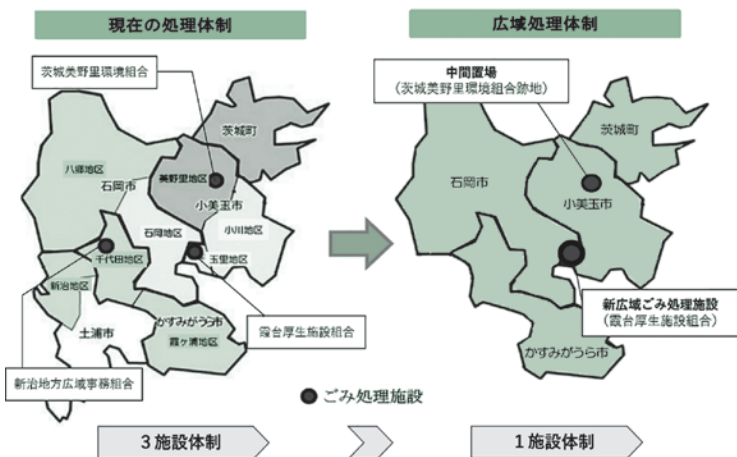 現在の処理体制
茨城美野里環境組合
茨城町
八郷地区
石岡市
美野里地区
小美玉市
石岡地区
小川地区
千代田地区
玉里地区
新治地区
土浦市
かすみがうら市
霞ヶ浦地区
霞台厚生施設組合
新治地方広域事務組合
広域処理体制
中間置場
(茨城美野里環境組合跡地)
茨城町
石岡市
小美玉市
新広域ごみ処理施設
(霞台厚生施設組合)
かすみがうら市
ごみ処理施設
3施設体制
1施設体制